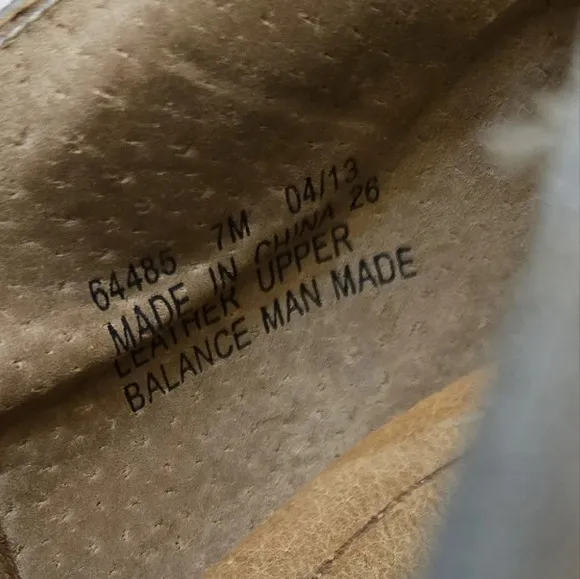 64485 7M 04/13
MADE IN CHINA 26
LEATHER UPPER
BALANCE MAN MADE